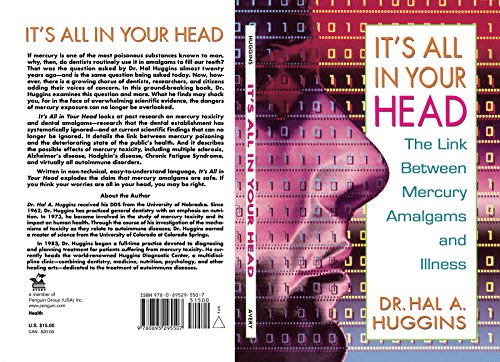 IT'S ALL IN YOUR HEAD
If mercury is one of the most poisonous substances known to man,
why, then, do dentists routinely use it in amalgams to fill our teeth?
That was the question asked by Dr. Hal Huggins almost twenty
years ago—and is the same question being asked today. Now, how-
ever, there is a growing chorus of dentists, researchers, and citizens
adding their voices of concern. In this ground-breaking book, Dr.
Huggins examines this question and more. What he finds may shock
you, for in the face of overwhelming scientific evidence, the dangers
of mercury exposure can no longer be overlooked.
It's All in Your Head looks at past research on mercury toxicity
and dental amalgams—research that the dental establishment has
systematically ignored—and at current scientific findings that can no
longer be ignored. It details the link between mercury poisoning
and the deteriorating state of the public's health. And it describes
the possible effects of mercury toxicity, including multiple sclerosis,
Alzheimer's disease, Hodgkin's disease, Chronic Fatigue Syndrome,
and virtually all autoimmune disorders.
Written in non-technical, easy-to-understand language, It's All in
Your Head explodes the claim that mercury amalgams are safe. If
you think your worries are all in your head, you may be right.
About the Author
Dr. Hal A. Huggins received his DDS from the University of Nebraska. Since
1962, Dr. Huggins has practiced general dentistry with an emphasis on nutri-
tion. In 1973, he became involved in the study of mercury toxicity and its
impact on human health. Through the course of his investigation of the mecha-
nisms of toxicity as they relate to autoimmune diseases, Dr. Huggins earned
a master of science from the University of Colorado at Colorado Springs.
In 1983, Dr. Huggins began a full-time practice devoted to diagnosing
and planning treatment for patients suffering from mercury toxicity. He cu-
rrently heads the world-renowned Huggins Diagnostic Center, a multidisci-
pline clinic—combining dentistry, medicine, nutrition, psychology, and other
healing arts—dedicated to the treatment of autoimmune diseases.
AVERY
a member of
Penguin Group (USA) Inc.
www.penguin.com
Health
U.S. $15.00
CAN $20.00
ISBN 978-0-89529-550-7
51500
9 780895 295507
HUGGINS
IT'S ALL IN YOUR HEAD
AVERY
IT'S ALL
IN YOUR
HEAD
The Link
Between
Mercury
Amalgams
and
Illness
DR. HAL A.
HUGGINS